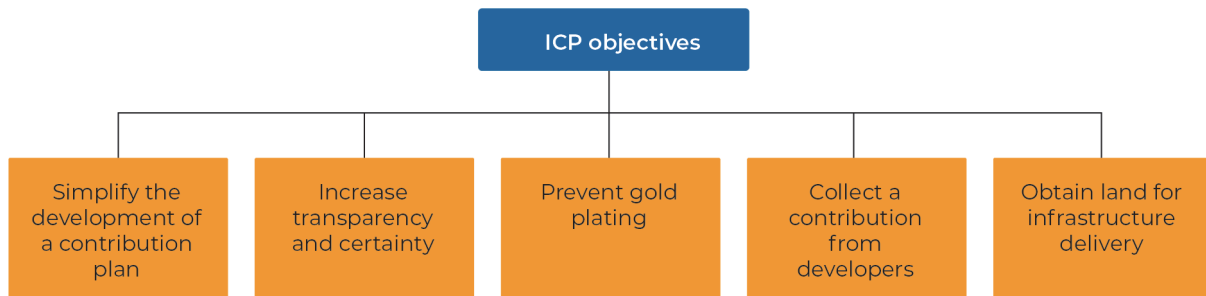 ICP objectives
Simplify the
development of
a contribution
plan
Increase
transparency
and certainty
Prevent gold
plating
Collect a
contribution
from
developers
Obtain land for
infrastructure
delivery